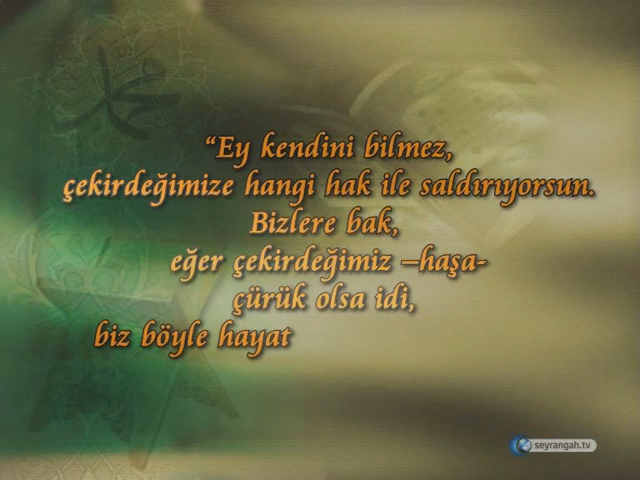 محمد
“Ey kendini bilmez,
çekirdeğimize hangi hak ile saldırıyorsun.
Bizlere bak,
eğer çekirdeğimiz –haşa-
çürük olsa idi,
biz böyle hayat
seyrangah.tv